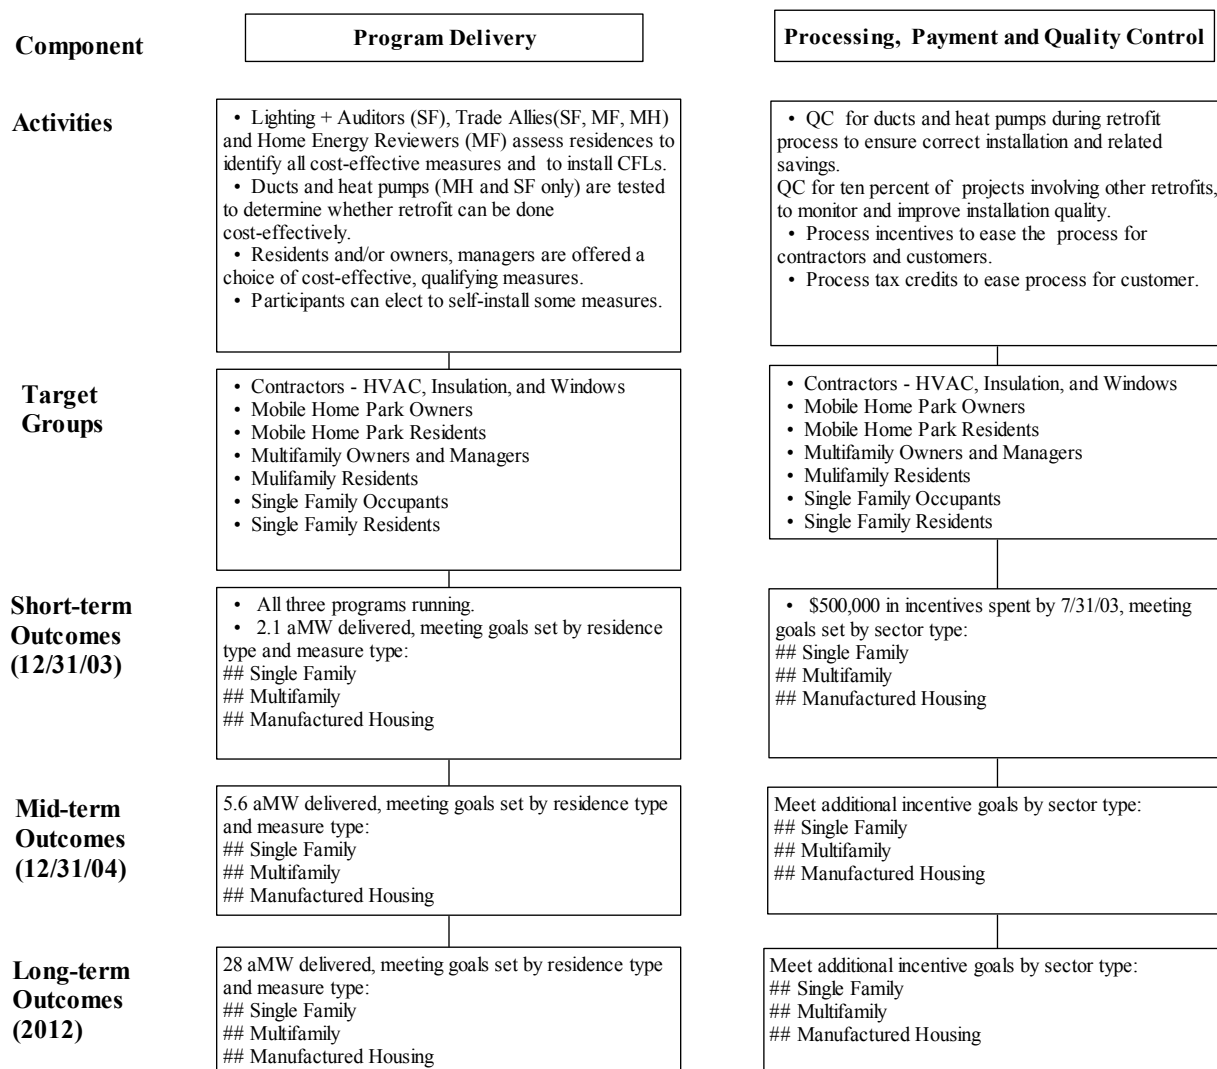 Component
Program Delivery
Processing, Payment and Quality Control
Activities
• Lighting + Auditors (SF), Trade Allies(SF, MF, MH)
and Home Energy Reviewers (MF) assess residences to
identify all cost-effective measures and to install CFLs.
• Ducts and heat pumps (MH and SF only) are tested
to determine whether retrofit can be done
cost-effectively.
• Residents and/or owners, managers are offered a
choice of cost-effective, qualifying measures.
• Participants can elect to self-install some measures.
• QC for ducts and heat pumps during retrofit
process to ensure correct installation and related
savings.
QC for ten percent of projects involving other retrofits,
to monitor and improve installation quality.
• Process incentives to ease the process for
contractors and customers.
• Process tax credits to ease process for customer.
Target
Groups
• Contractors - HVAC, Insulation, and Windows
• Mobile Home Park Owners
• Mobile Home Park Residents
• Multifamily Owners and Managers
• Mulifamily Residents
• Single Family Occupants
• Single Family Residents
• Contractors - HVAC, Insulation, and Windows
• Mobile Home Park Owners
• Mobile Home Park Residents
• Multifamily Owners and Managers
• Mulifamily Residents
• Single Family Occupants
• Single Family Residents
Short-term
Outcomes
(12/31/03)
• All three programs running.
• 2.1 aMW delivered, meeting goals set by residence
type and measure type:
## Single Family
## Multifamily
## Manufactured Housing
• $500,000 in incentives spent by 7/31/03, meeting
goals set by sector type:
## Single Family
## Multifamily
## Manufactured Housing
Mid-term
Outcomes
(12/31/04)
5.6 aMW delivered, meeting goals set by residence type
and measure type:
## Single Family
## Multifamily
## Manufactured Housing
Meet additional incentive goals by sector type:
## Single Family
## Multifamily
## Manufactured Housing
Long-term
Outcomes
(2012)
28 aMW delivered, meeting goals set by residence type
and measure type:
## Single Family
## Multifamily
## Manufactured Housing
Meet additional incentive goals by sector type:
## Single Family
## Multifamily
## Manufactured Housing